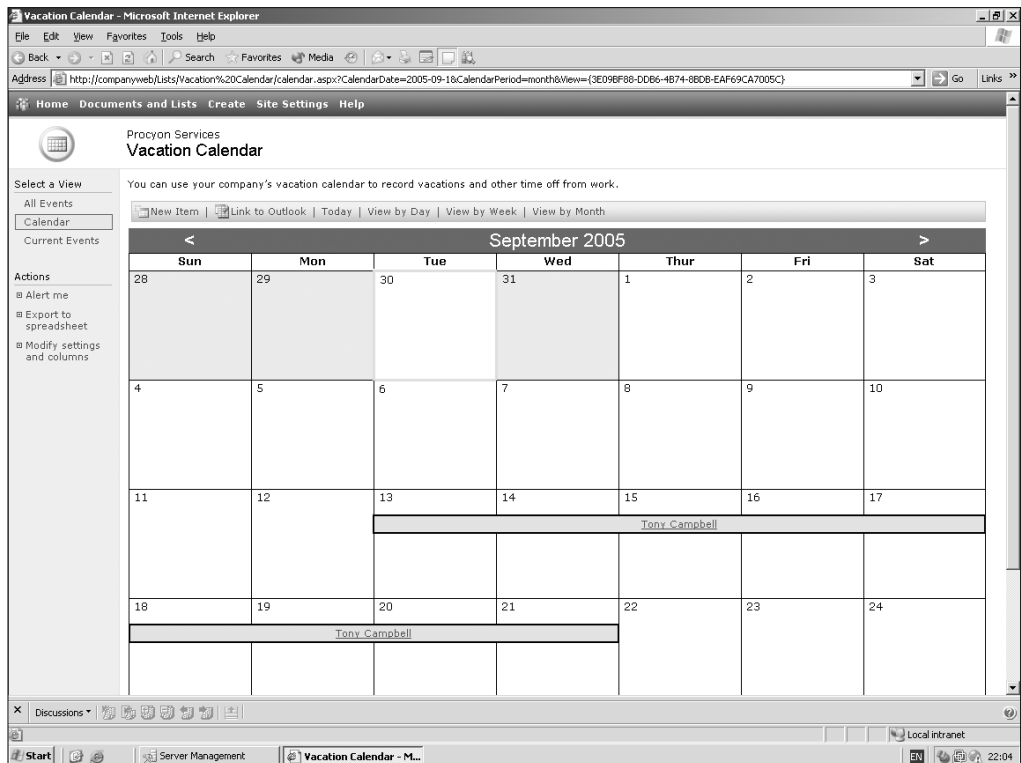 Vacation Calendar - Microsoft Internet Explorer
File Edit View Favorites Tools Help
Back Search Favorites Media
Address http://companyweb/Lists/Vacation%20Calendar/calendar.aspx?CalendarDate=2005-09-1&CalendarPeriod=month&View={3E09BF88-DDB6-4B74-8BDB-EAF69CA7005C} Go Links »
Home Documents and Lists Create Site Settings Help
Procyon Services
Vacation Calendar
Select a View
All Events
Calendar
Current Events
Actions
Alert me
Export to
spreadsheet
Modify settings
and columns
You can use your company's vacation calendar to record vacations and other time off from work.
New Item | Link to Outlook | Today | View by Day | View by Week | View by Month
< September 2005 >
Sun Mon Tue Wed Thur Fri Sat
28 29 30 31 1 2 3
4 5 6 7 8 9 10
11 12 13 14 15 16 17
Tony Campbell
18 19 20 21 22 23 24
Tony Campbell
× Discussions
Local intranet
Start Server Management Vacation Calendar - M... EN 22:04